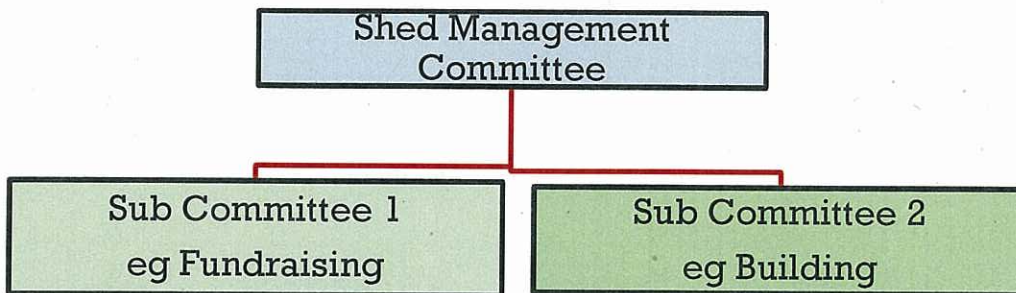 Shed Management
Committee
Sub Committee 1
eg Fundraising
Sub Committee 2
eg Building